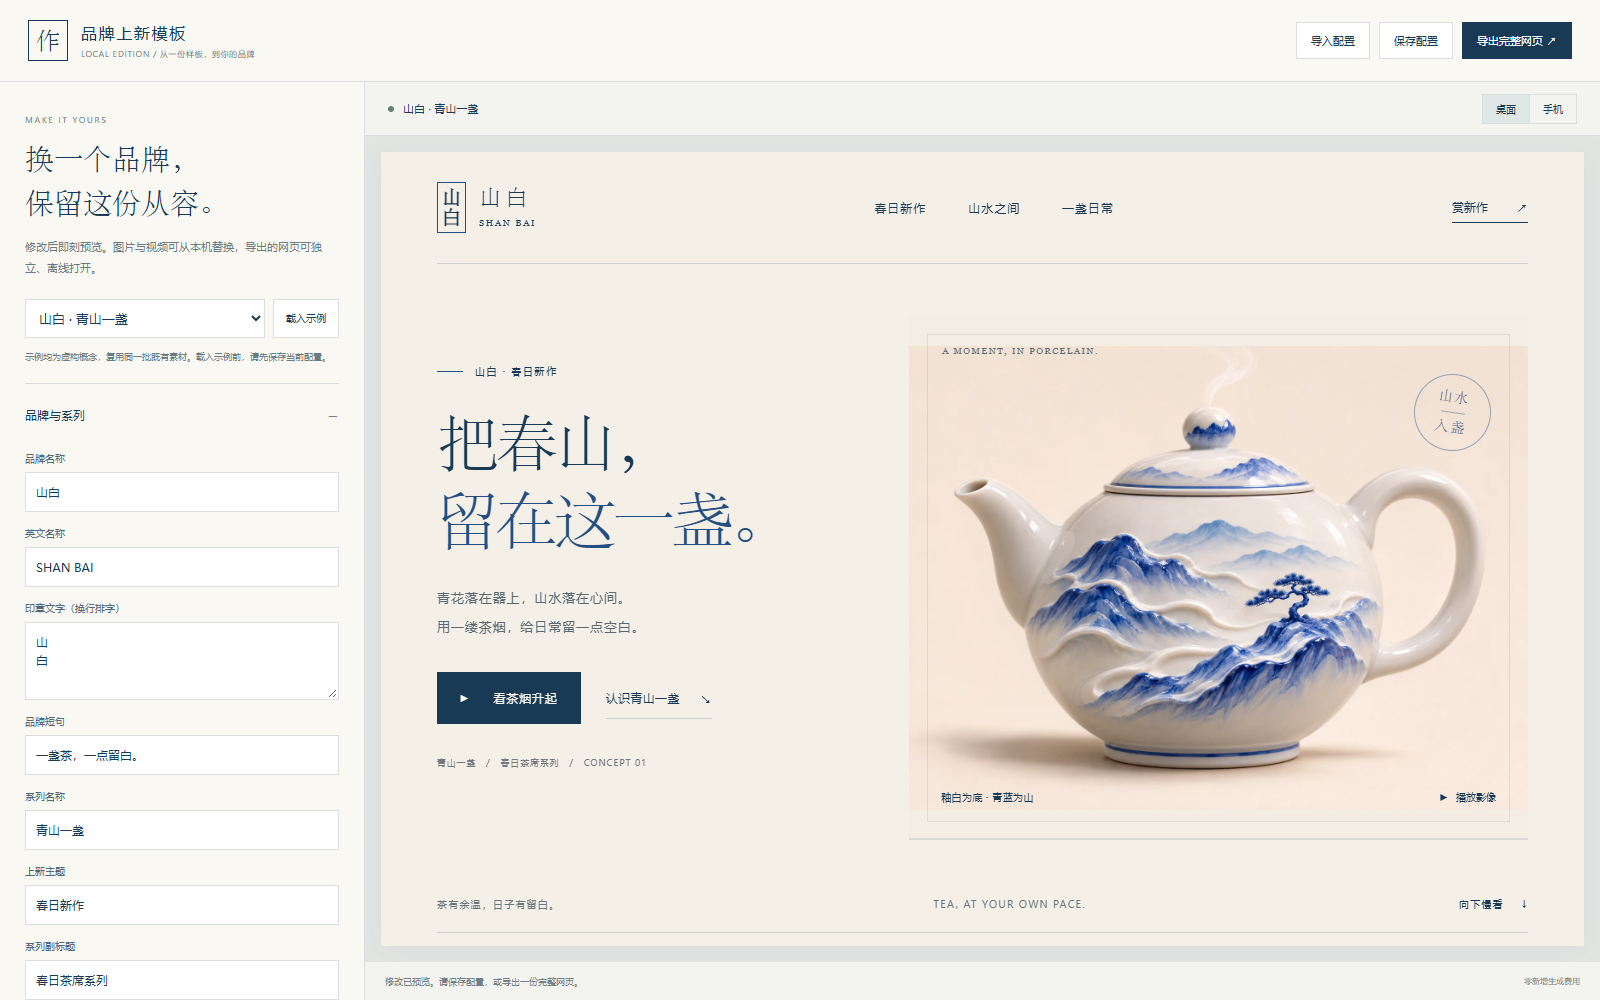 作
品牌上新模板
LOCAL EDITION / 从一份样板，到你的品牌
导入配置
保存配置
导出完整网页 ↗
MAKE IT YOURS
换一个品牌，
保留这份从容。
修改后即刻预览。图片与视频可从本机替换，导出的网页可独
立、离线打开。
山白 · 青山一盏
载入示例
示例均为虚构概念，复用同一批既有素材。载入示例前，请先保存当前配置。
品牌与系列
品牌名称
山白
英文名称
SHAN BAI
印章文字（换行排字）
山
白
品牌短句
一盏茶，一点留白。
系列名称
青山一盏
上新主题
春日新作
系列副标题
春日茶席系列
山白 · 青山一盏
桌面
手机
山
白
山白
SHAN BAI
春日新作
山水之间
一盏日常
赏新作 ↗
山白 · 春日新作
把春山，
留在这一盏。
青花落在器上，山水落在心间。
用一缕茶烟，给日常留一点空白。
▶ 看茶烟升起
认识青山一盏 ↘
青山一盏 / 春日茶席系列 / CONCEPT 01
A MOMENT, IN PORCELAIN.
山水
入盏
釉白为底 · 青蓝为山
▶ 播放影像
茶有余温，日子有留白。
TEA, AT YOUR OWN PACE.
向下慢看 ↓
修改已预览。请保存配置，或导出一份完整网页。
零新增生成费用